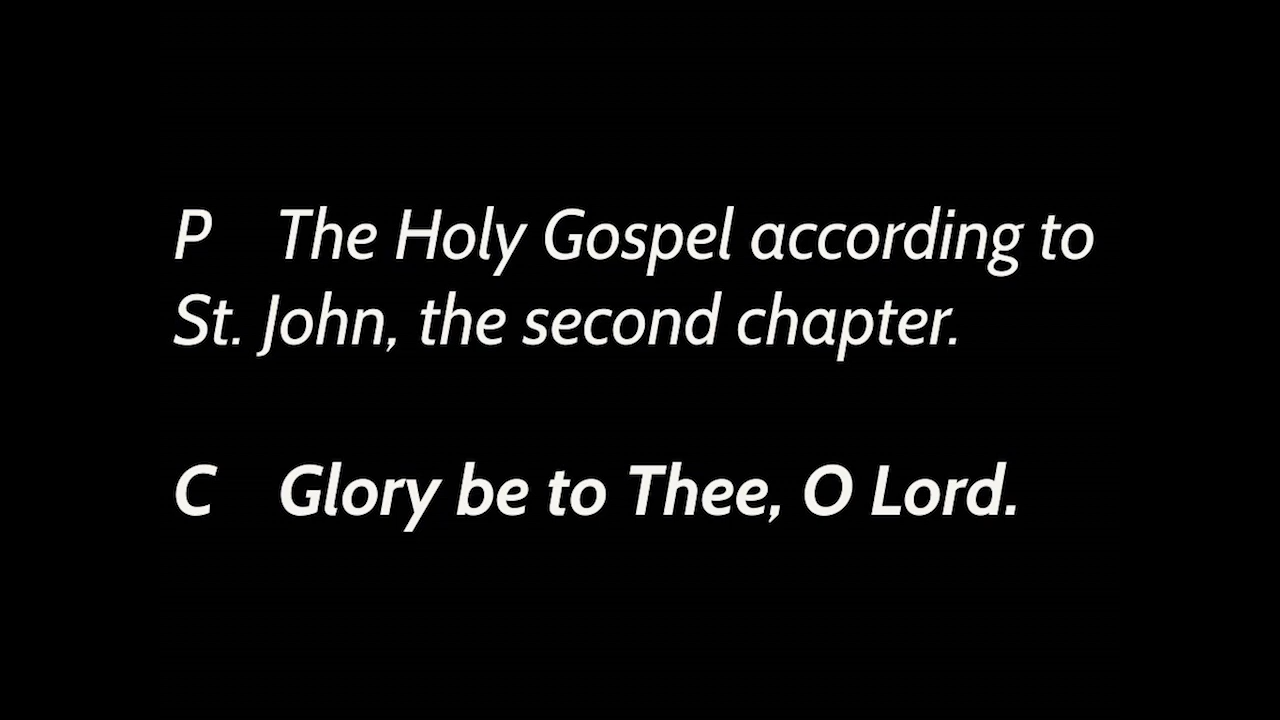 P The Holy Gospel according to
St. John, the second chapter.
C Glory be to Thee, O Lord.